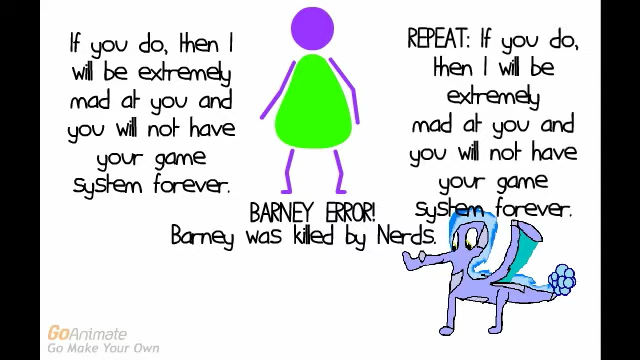 If you do, then I
will be extremely
mad at you and
you will not have
your game
system forever.
REPEAT: If you do,
then I will be
extremely
mad at you and
you will not have
your game
system forever.
BARNEY ERROR!
Barney was killed by Nerds.
GoAnimate
Go Make Your Own